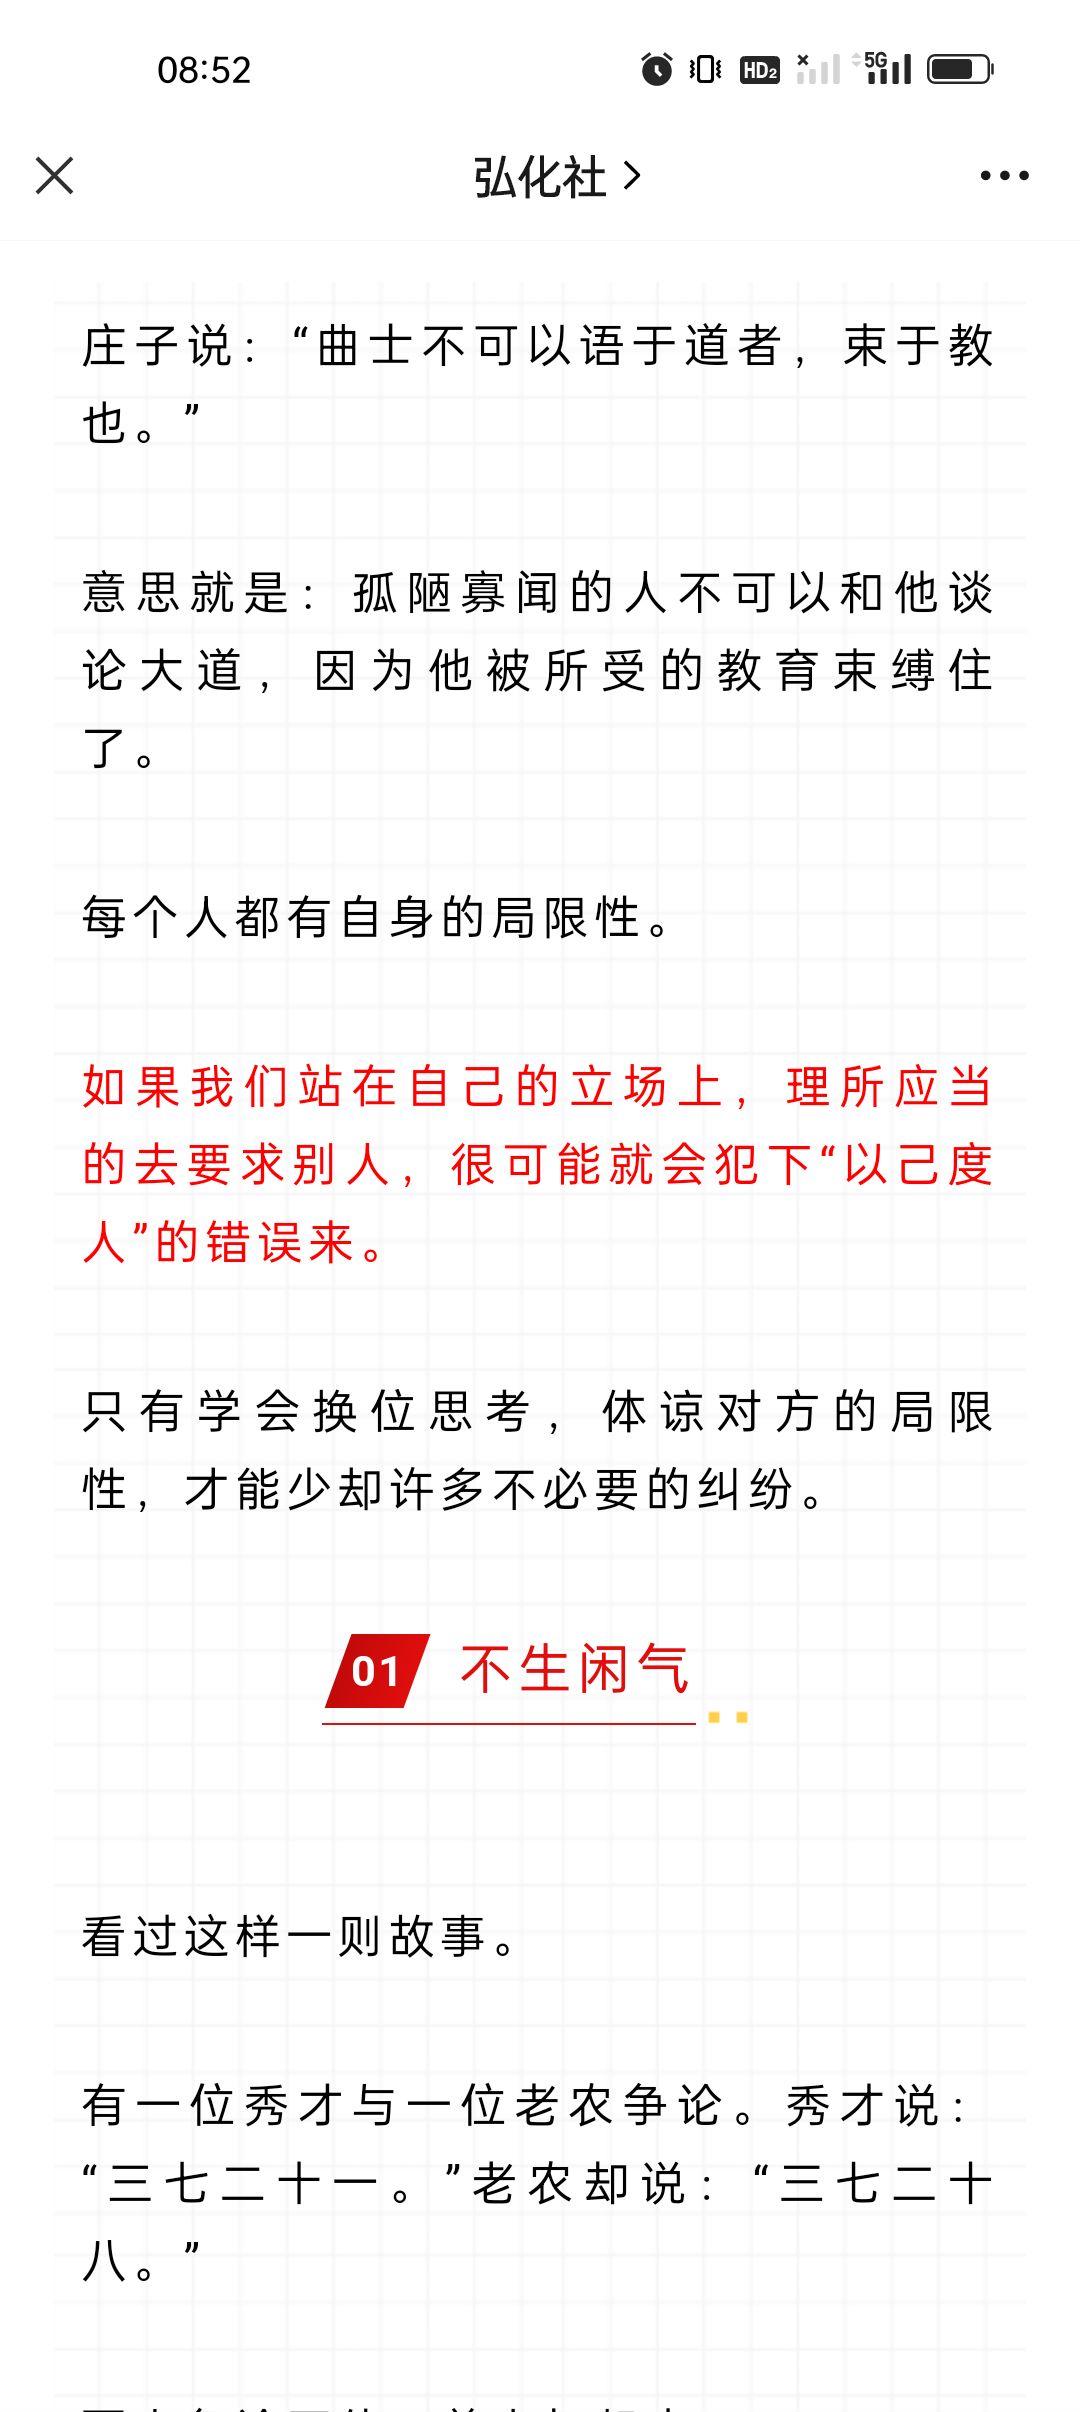 08:52
HD2
5G
弘化社
庄子说：“曲士不可以语于道者，束于教
也。”
意思就是：孤陋寡闻的人不可以和他谈
论大道，因为他被所受的教育束缚住
了。
每个人都有自身的局限性。
如果我们站在自己的立场上，理所应当
的去要求别人，很可能就会犯下“以己度
人”的错误来。
只有学会换位思考，体谅对方的局限
性，才能少却许多不必要的纠纷。
01 不生闲气
看过这样一则故事。
有一位秀才与一位老农争论。秀才说：
“三七二十一。”老农却说：“三七二十
八。”